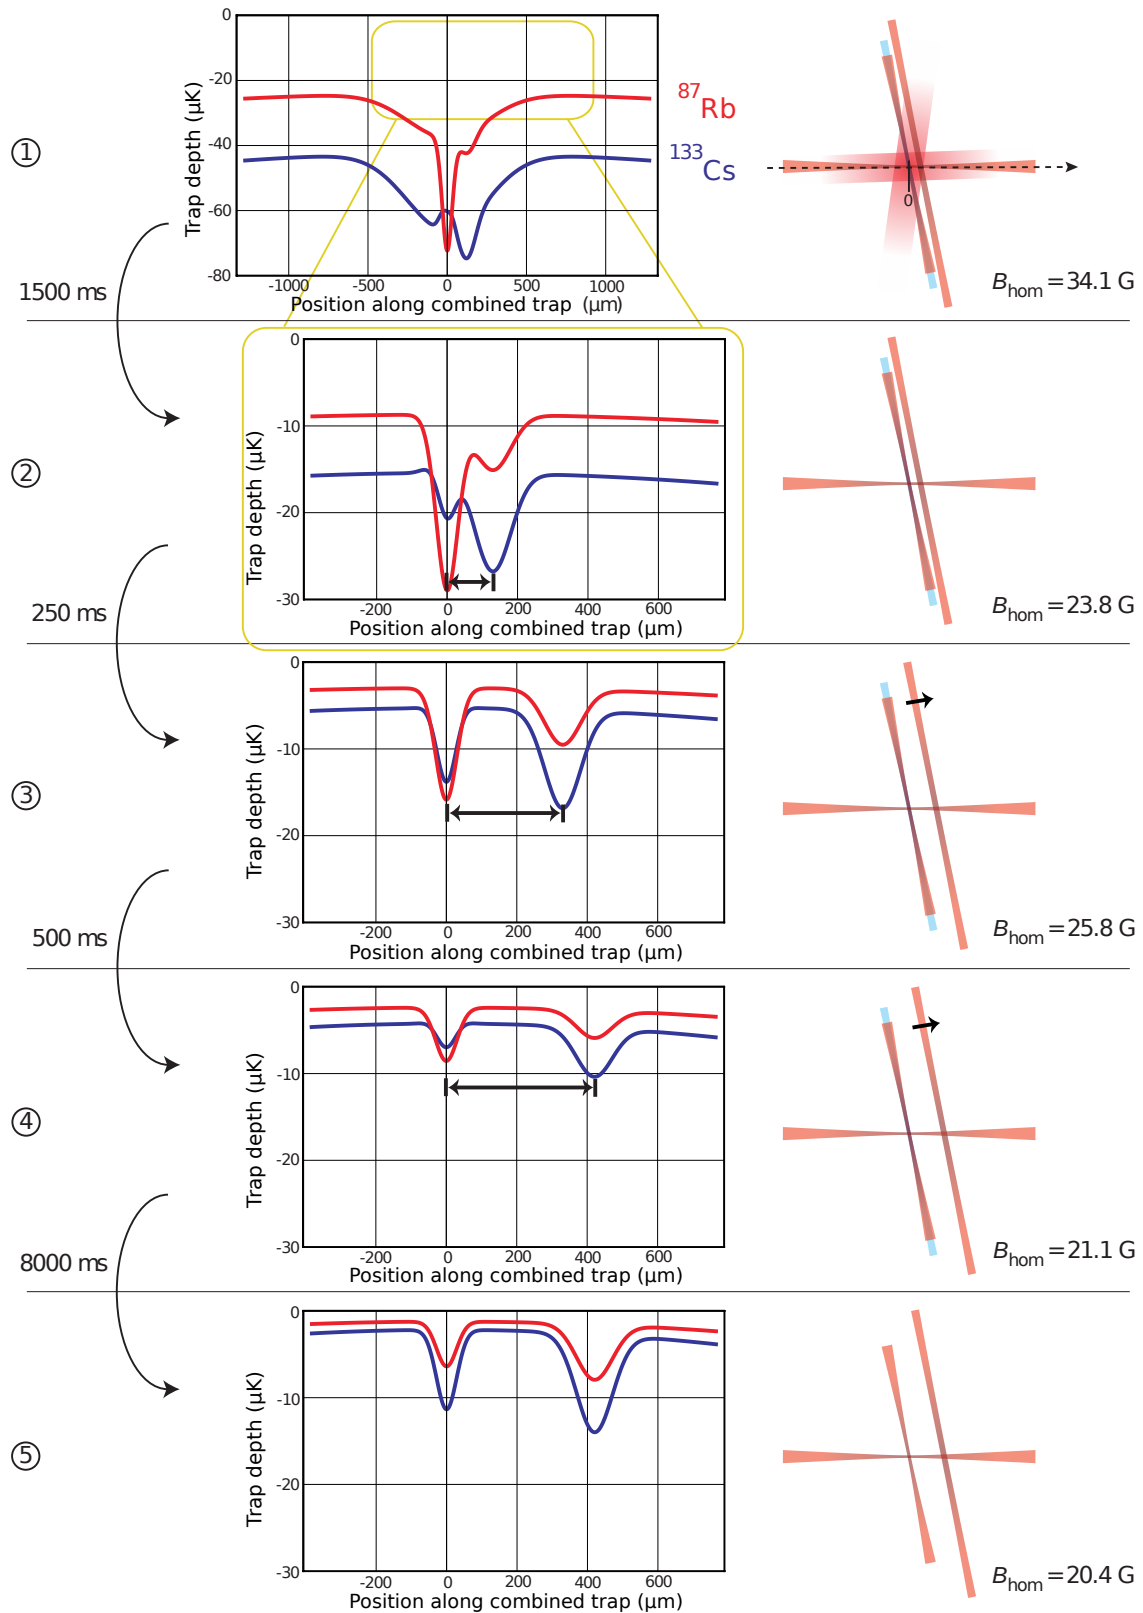 ①
Trap depth (µK)
0
-20
-40
-60
-80
-1000
-500
0
500
1000
Position along combined trap (µm)
87Rb
133Cs
0
Bhom = 34.1 G
1500 ms
②
Trap depth (µK)
0
-10
-20
-30
-200
0
200
400
600
Position along combined trap (µm)
Bhom = 23.8 G
250 ms
③
Trap depth (µK)
0
-10
-20
-30
-200
0
200
400
600
Position along combined trap (µm)
Bhom = 25.8 G
500 ms
④
Trap depth (µK)
0
-10
-20
-30
-200
0
200
400
600
Position along combined trap (µm)
Bhom = 21.1 G
8000 ms
⑤
Trap depth (µK)
0
-10
-20
-30
-200
0
200
400
600
Position along combined trap (µm)
Bhom = 20.4 G